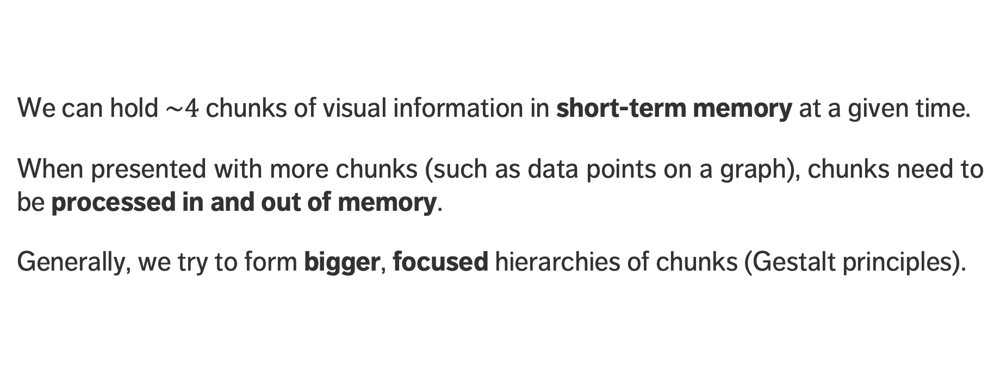 We can hold ~4 chunks of visual information in short-term memory at a given time.
When presented with more chunks (such as data points on a graph), chunks need to
be processed in and out of memory.
Generally, we try to form bigger, focused hierarchies of chunks (Gestalt principles).